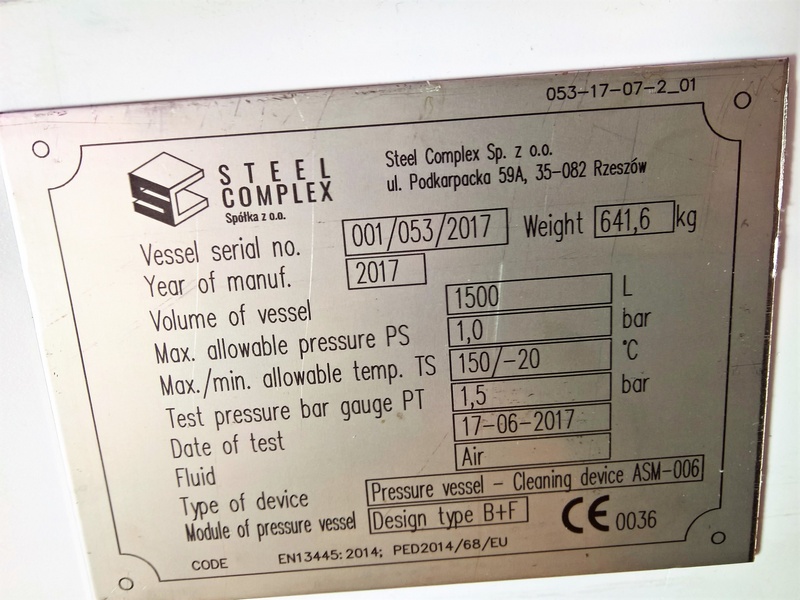 053-17-07-2_01
STEEL
COMPLEX
Spółka z o.o.
Steel Complex Sp. z o.o.
ul. Podkarpacka 59A, 35-082 Rzeszów
Vessel serial no. 001/053/2017 Weight 641,6 kg
Year of manuf. 2017
Volume of vessel 1500 L
Max. allowable pressure PS 1,0 bar
Max./min. allowable temp. TS 150/-20 °C
Test pressure bar gauge PT 1,5 bar
Date of test 17-06-2017
Fluid Air
Type of device Pressure vessel - Cleaning device ASM-006
Module of pressure vessel Design type B+F CE 0036
CODE EN13445:2014; PED2014/68/EU